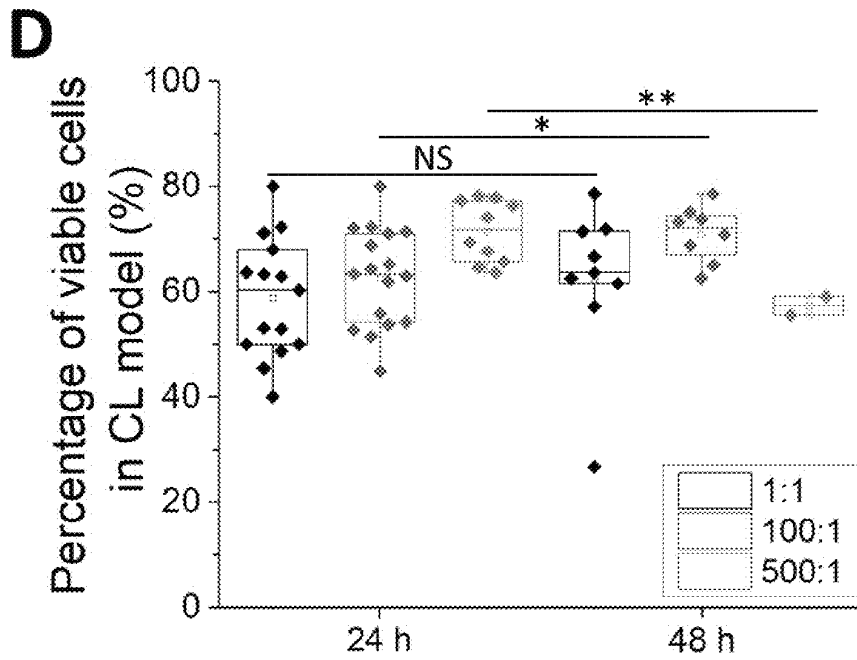 D
Percentage of viable cells
in CL model (%)
100
80
60
40
20
0
**
*
NS
1:1
100:1
500:1
24 h
48 h